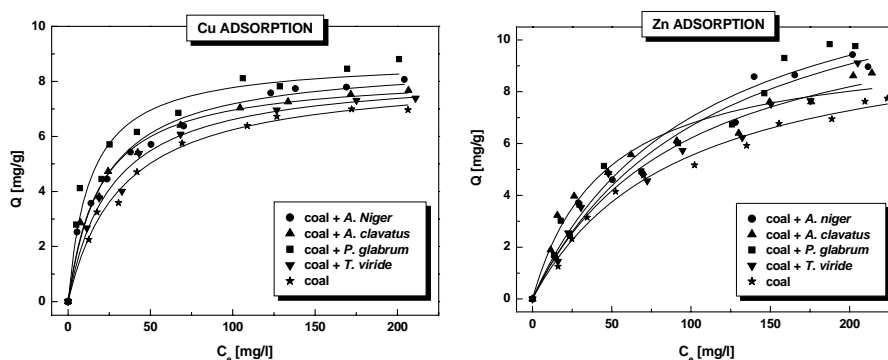 Cu ADSORPTION
10
8
6
4
2
0
Q [mg/g]
0 50 100 150 200
Cₑ [mg/l]
coal + A. Niger
coal + A. clavatus
coal + P. glabrum
coal + T. viride
coal
Zn ADSORPTION
10
8
6
4
2
0
Q [mg/g]
0 50 100 150 200
Cₑ [mg/l]
coal + A. niger
coal + A. clavatus
coal + P. glabrum
coal + T. viride
coal